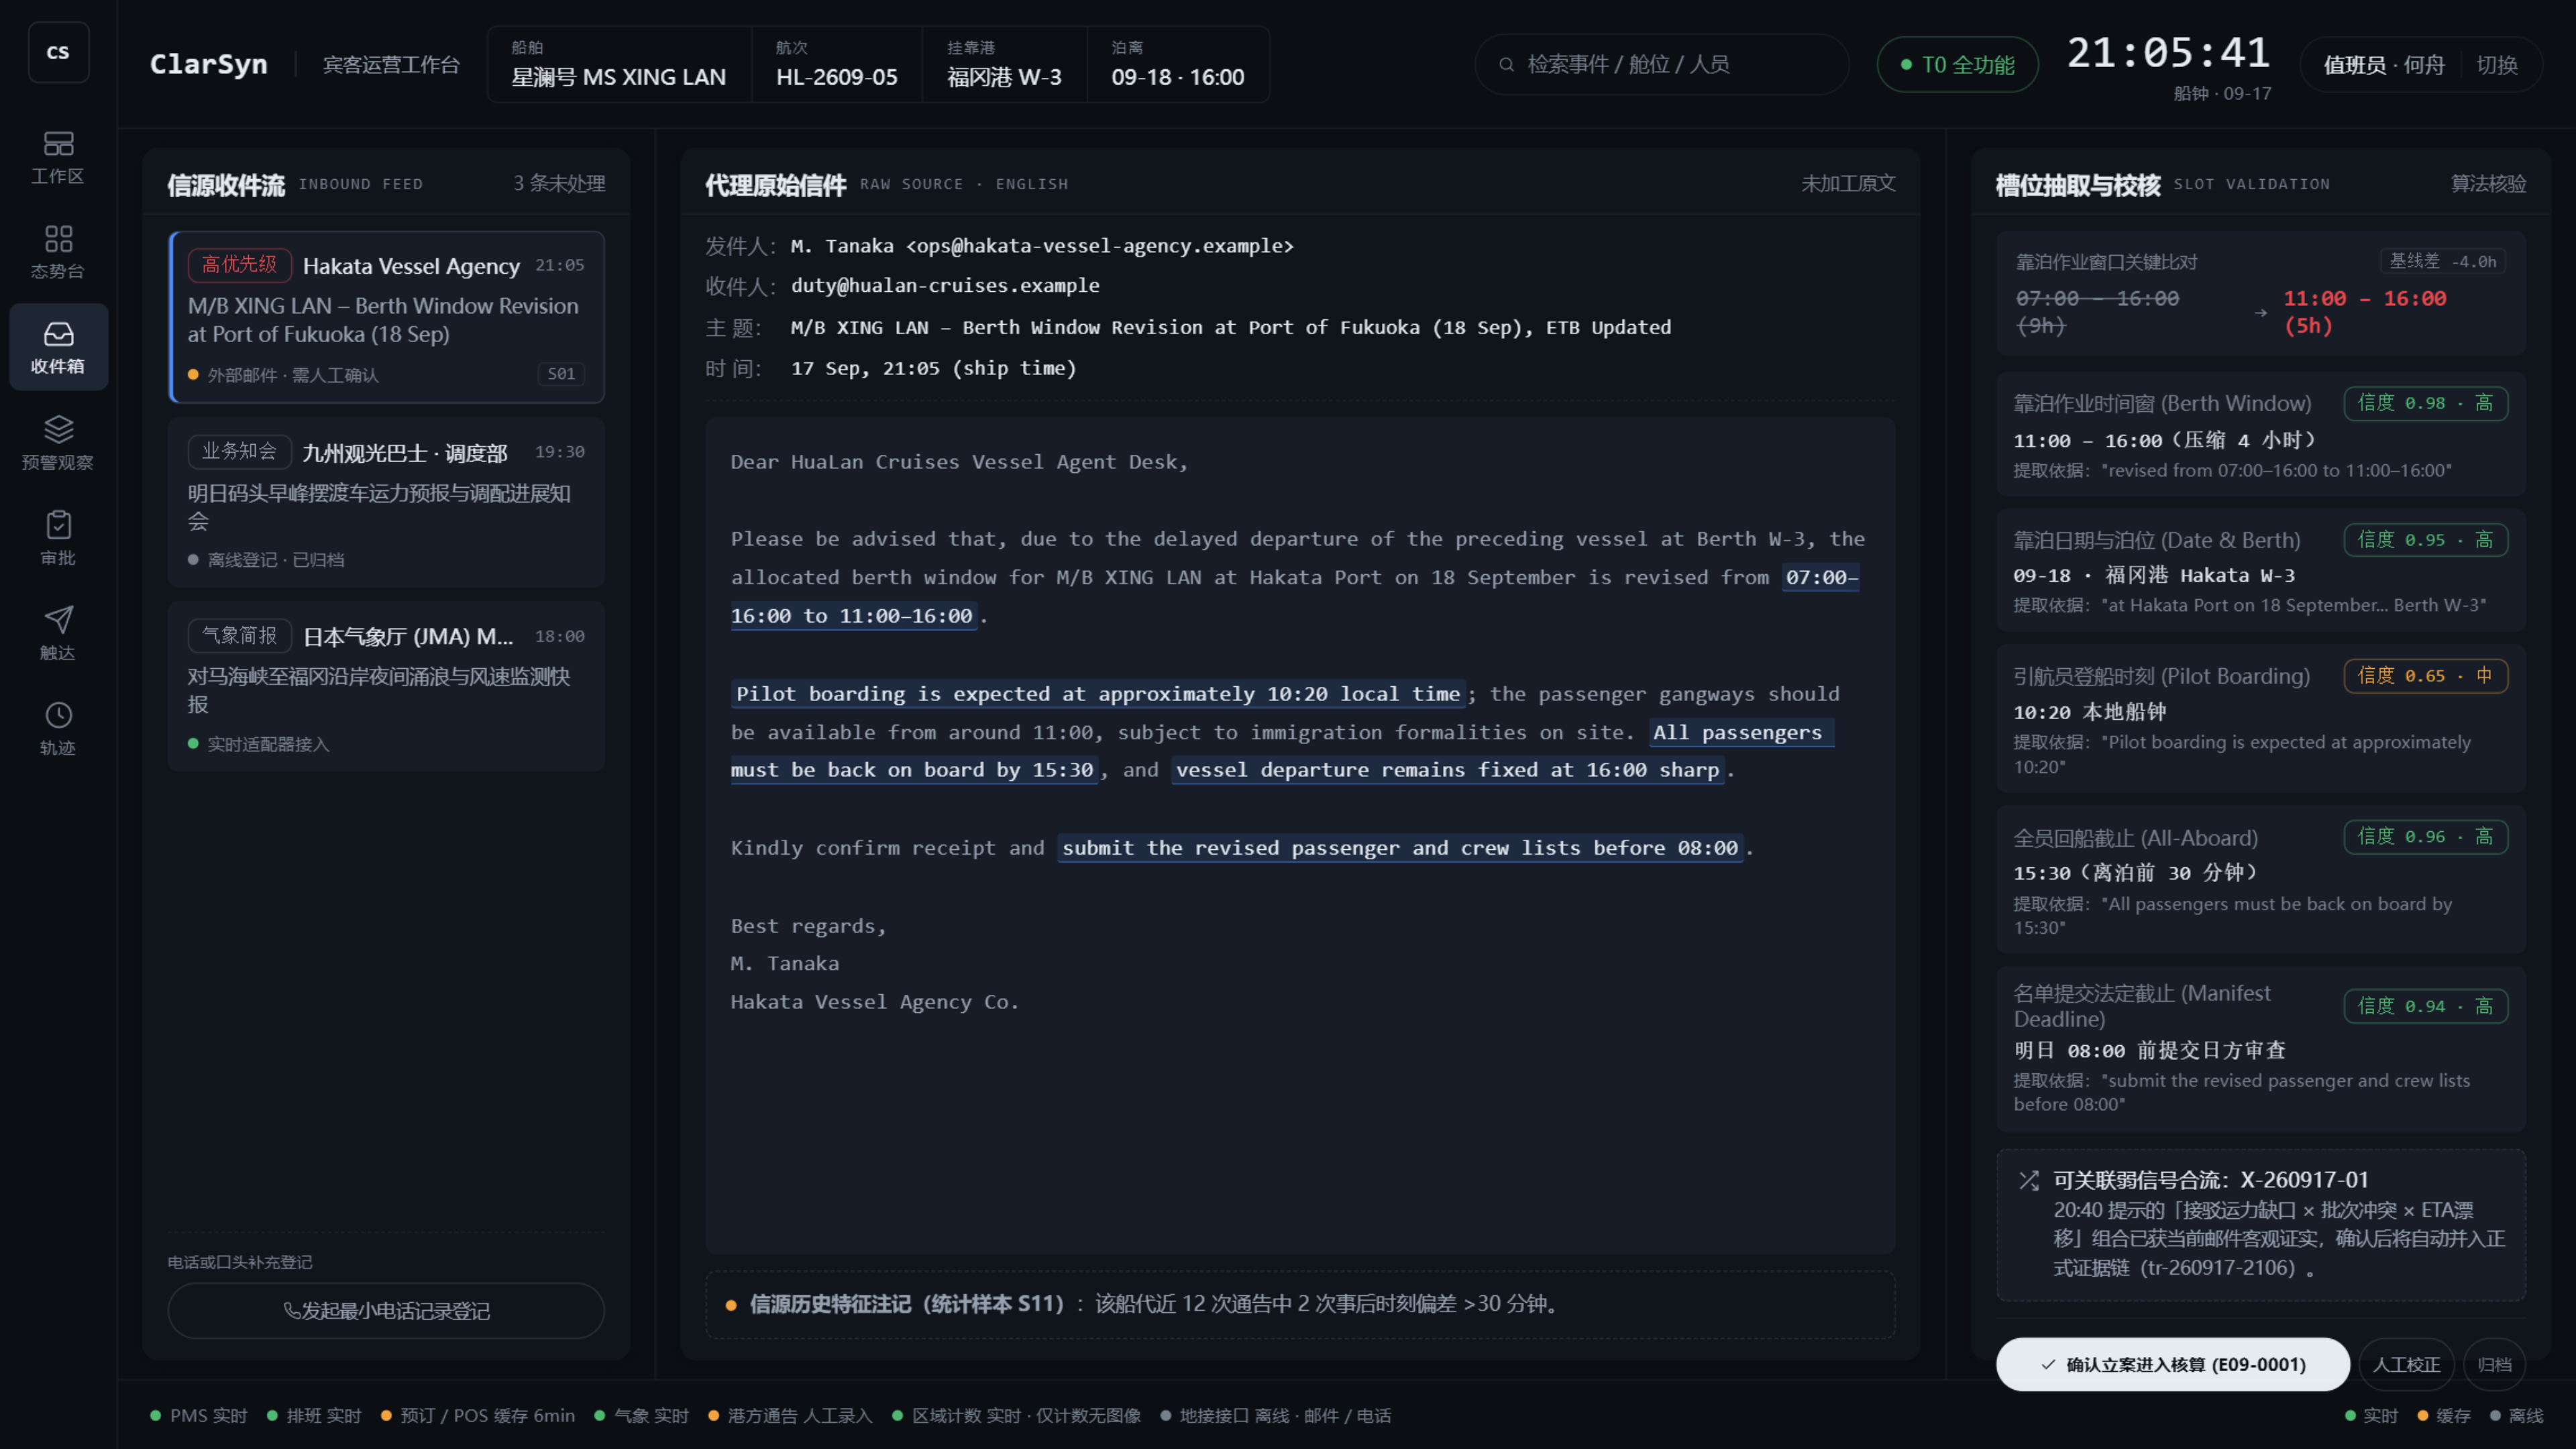 CS
工作区
态势台
收件箱
预警观察
审批
触达
轨迹
ClarSyn
宾客运营工作台
船舶
星澜号 MS XING LAN
航次
HL-2609-05
挂靠港
福冈港 W-3
泊离
09-18 · 16:00
检索事件 / 舱位 / 人员
T0 全功能
21:05:41
船钟 · 09-17
值班员 · 何舟
切换
信源收件流 INBOUND FEED
3 条未处理
高优先级 Hakata Vessel Agency 21:05
M/B XING LAN – Berth Window Revision
at Port of Fukuoka (18 Sep)
外部邮件 · 需人工确认 S01
业务知会 九州观光巴士 · 调度部 19:30
明日码头早峰摆渡车运力预报与调配进展知
会
离线登记 · 已归档
气象简报 日本气象厅 (JMA) M... 18:00
对马海峡至福冈沿岸夜间涌浪与风速监测快
报
实时适配器接入
电话或口头补充登记
发起最小电话记录登记
代理原始信件 RAW SOURCE · ENGLISH
未加工原文
发件人： M. Tanaka <ops@hakata-vessel-agency.example>
收件人： duty@hualan-cruises.example
主 题： M/B XING LAN – Berth Window Revision at Port of Fukuoka (18 Sep), ETB Updated
时 间： 17 Sep, 21:05 (ship time)
Dear HuaLan Cruises Vessel Agent Desk,
Please be advised that, due to the delayed departure of the preceding vessel at Berth W-3, the
allocated berth window for M/B XING LAN at Hakata Port on 18 September is revised from 07:00–
16:00 to 11:00–16:00.
Pilot boarding is expected at approximately 10:20 local time; the passenger gangways should
be available from around 11:00, subject to immigration formalities on site. All passengers
must be back on board by 15:30, and vessel departure remains fixed at 16:00 sharp.
Kindly confirm receipt and submit the revised passenger and crew lists before 08:00.
Best regards,
M. Tanaka
Hakata Vessel Agency Co.
信源历史特征注记（统计样本 S11）：该船代近 12 次通告中 2 次事后时刻偏差 >30 分钟。
槽位抽取与校核 SLOT VALIDATION
算法核验
靠泊作业窗口关键比对
基线差 -4.0h
07:00 – 16:00
(9h)
→
11:00 – 16:00
(5h)
靠泊作业时间窗 (Berth Window) 信度 0.98 · 高
11:00 – 16:00（压缩 4 小时）
提取依据："revised from 07:00–16:00 to 11:00–16:00"
靠泊日期与泊位 (Date & Berth) 信度 0.95 · 高
09-18 · 福冈港 Hakata W-3
提取依据："at Hakata Port on 18 September... Berth W-3"
引航员登船时刻 (Pilot Boarding) 信度 0.65 · 中
10:20 本地船钟
提取依据："Pilot boarding is expected at approximately
10:20"
全员回船截止 (All-Aboard) 信度 0.96 · 高
15:30（离泊前 30 分钟）
提取依据："All passengers must be back on board by
15:30"
名单提交法定截止 (Manifest
Deadline)
信度 0.94 · 高
明日 08:00 前提交日方审查
提取依据："submit the revised passenger and crew lists
before 08:00"
可关联弱信号合流：X-260917-01
20:40 提示的「接驳运力缺口 × 批次冲突 × ETA漂
移」组合已获当前邮件客观证实，确认后将自动并入正
式证据链（tr-260917-2106）。
确认立案进入核算 (E09-0001)
人工校正
归档
PMS 实时
排班 实时
预订 / POS 缓存 6min
气象 实时
港方通告 人工录入
区域计数 实时 · 仅计数无图像
地接接口 离线 · 邮件 / 电话
实时
缓存
离线